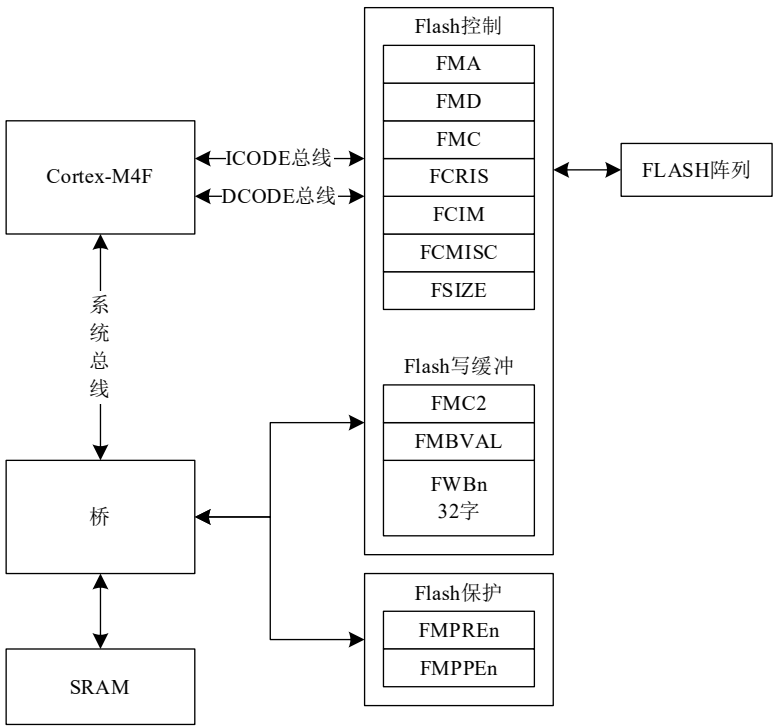 Flash控制
FMA
FMD
FMC
FCRIS
FCIM
FCMISC
FSIZE
Cortex-M4F
ICODE总线
DCODE总线
FLASH阵列
系
统
总
线
Flash写缓冲
FMC2
FMBVAL
FWBn
32字
桥
Flash保护
FMPREn
FMPPEn
SRAM